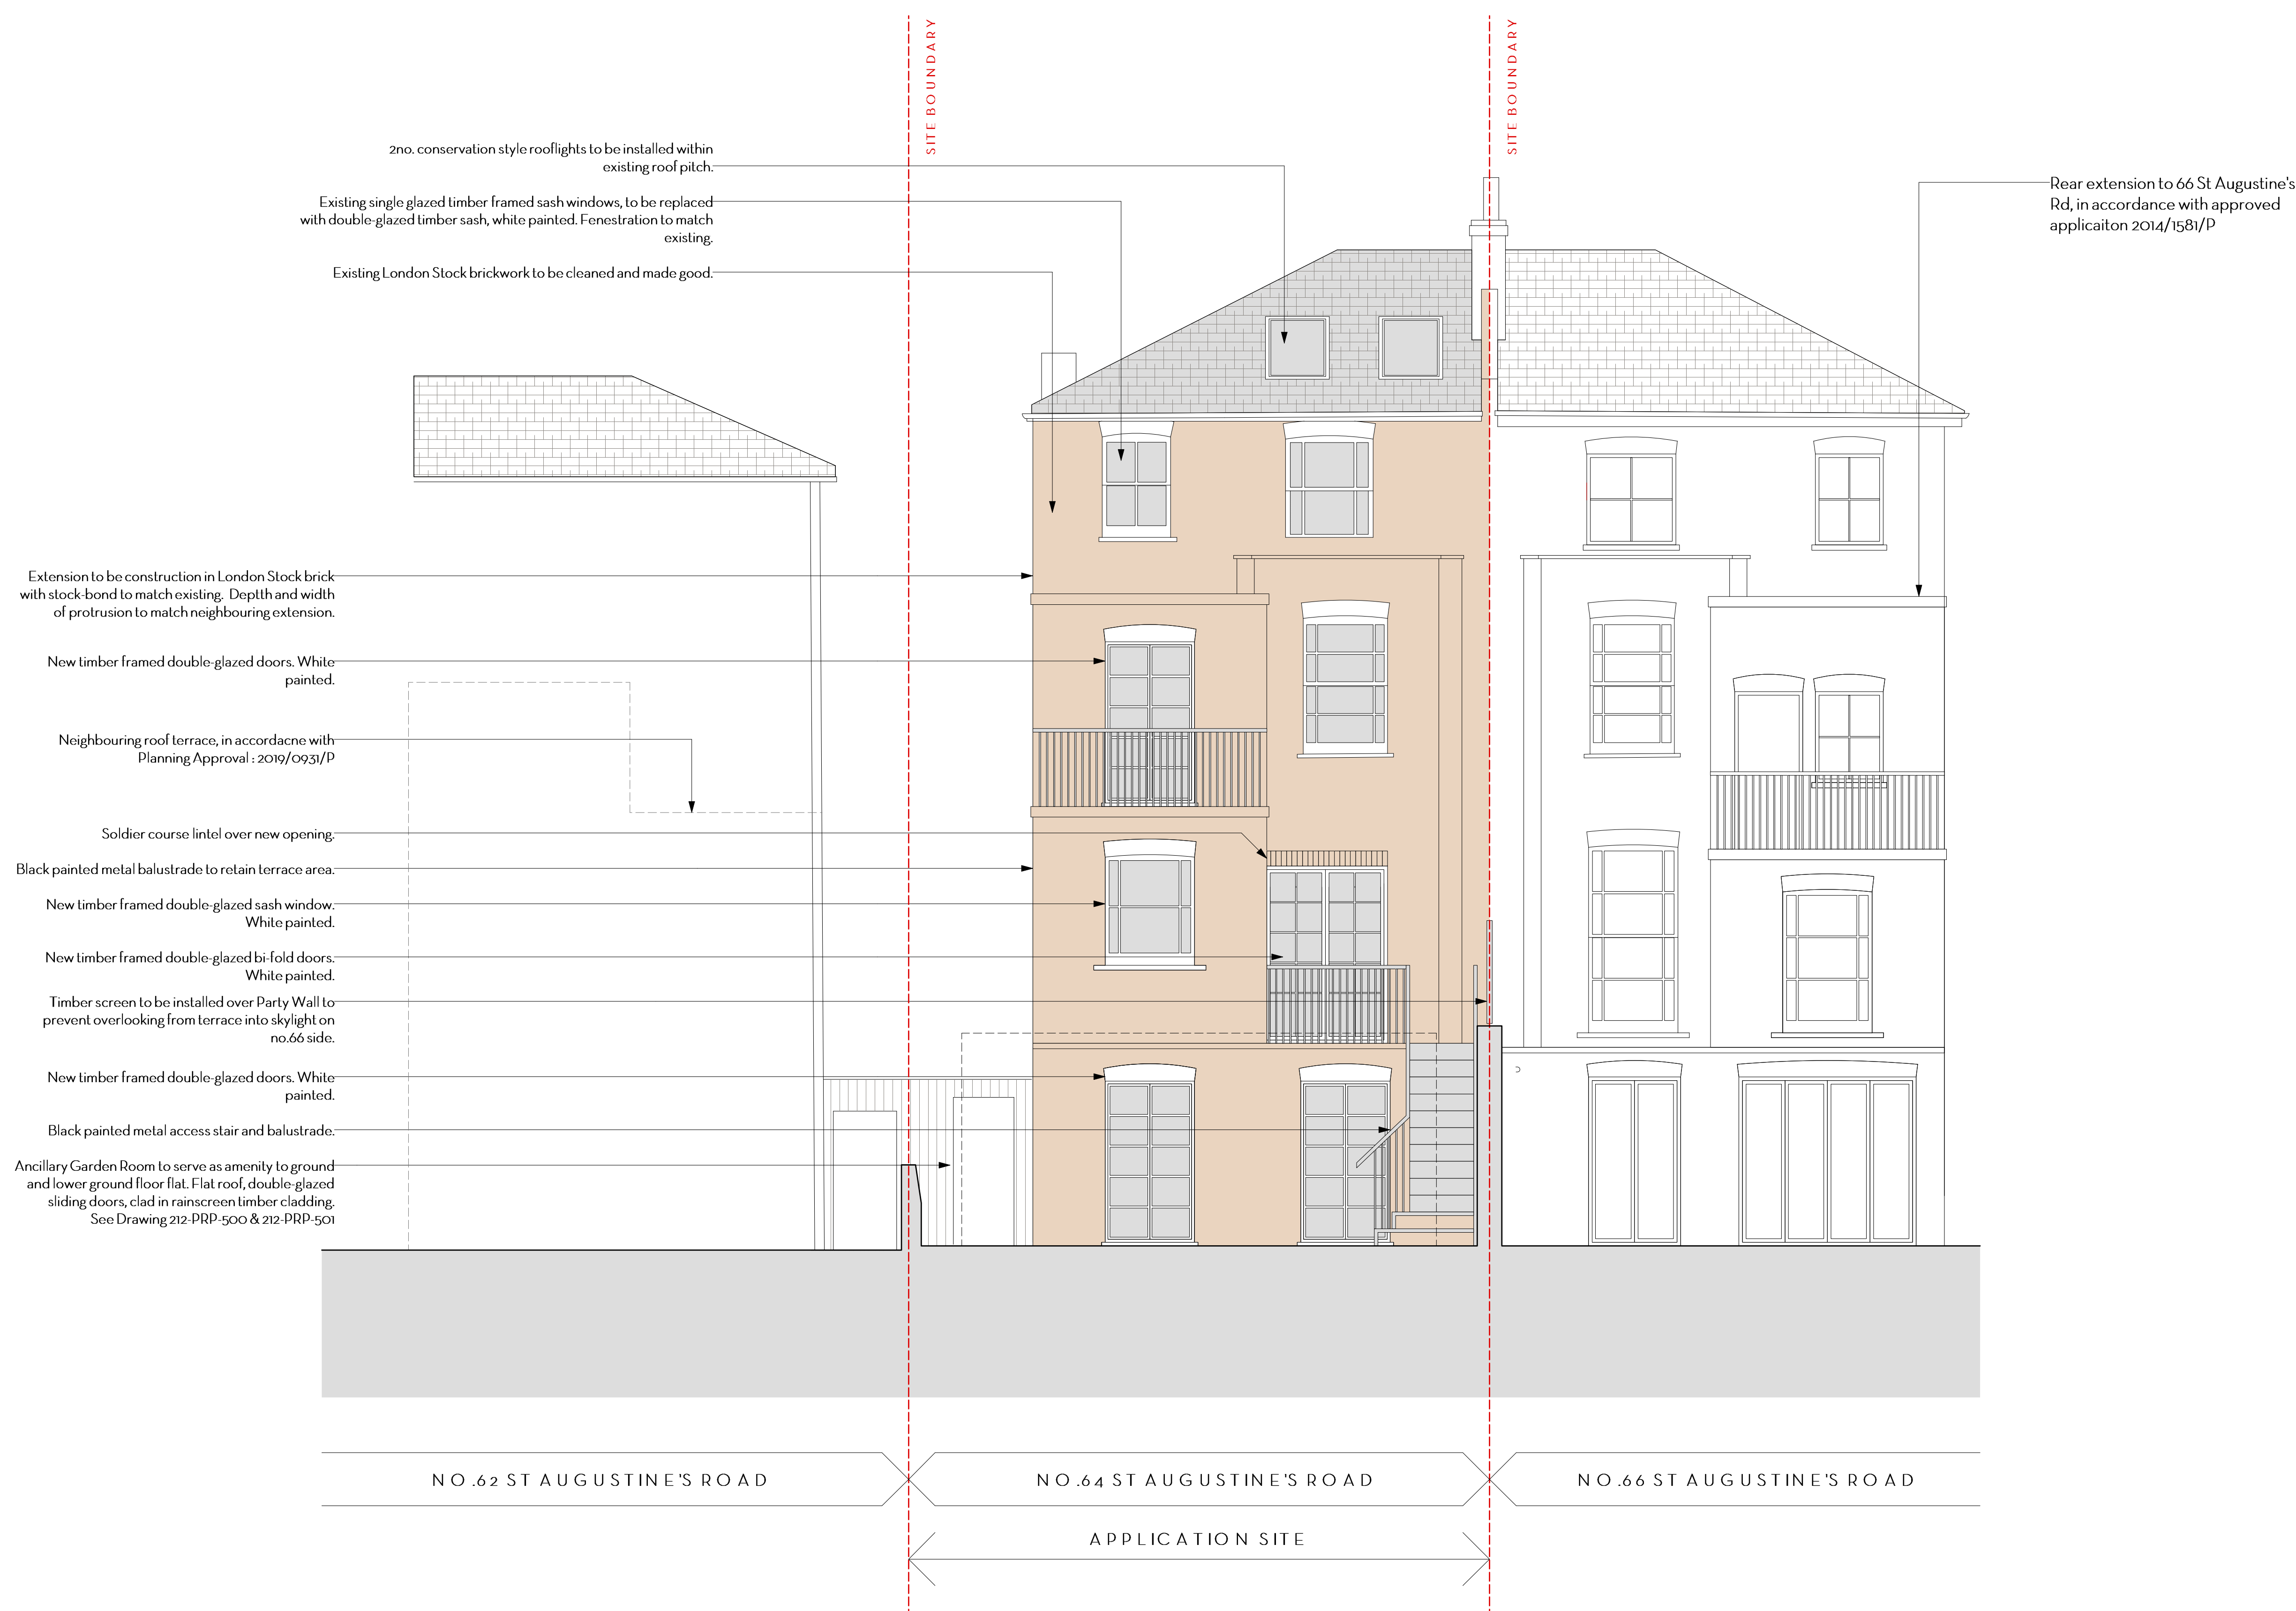 SITE BOUNDARY
SITE BOUNDARY
2no. conservation style rooflights to be installed within
existing roof pitch.
Existing single glazed timber framed sash windows, to be replaced
with double-glazed timber sash, white painted. Fenestration to match
existing.
Existing London Stock brickwork to be cleaned and made good.
Rear extension to 66 St Augustine's
Rd, in accordance with approved
applicaiton 2014/1581/P
Extension to be construction in London Stock brick
with stock-bond to match existing. Deptth and width
of protrusion to match neighbouring extension.
New timber framed double-glazed doors. White
painted.
Neighbouring roof terrace, in accordacne with
Planning Approval : 2019/0931/P
Soldier course lintel over new opening.
Black painted metal balustrade to retain terrace area.
New timber framed double-glazed sash window.
White painted.
New timber framed double-glazed bi-fold doors.
White painted.
Timber screen to be installed over Party Wall to
prevent overlooking from terrace into skylight on
no.66 side.
New timber framed double-glazed doors. White
painted.
Black painted metal access stair and balustrade.
Ancillary Garden Room to serve as amenity to ground
and lower ground floor flat. Flat roof, double-glazed
sliding doors, clad in rainscreen timber cladding.
See Drawing 212-PRP-500 & 212-PRP-501
NO.62 ST AUGUSTINE'S ROAD
NO.64 ST AUGUSTINE'S ROAD
NO.66 ST AUGUSTINE'S ROAD
APPLICATION SITE